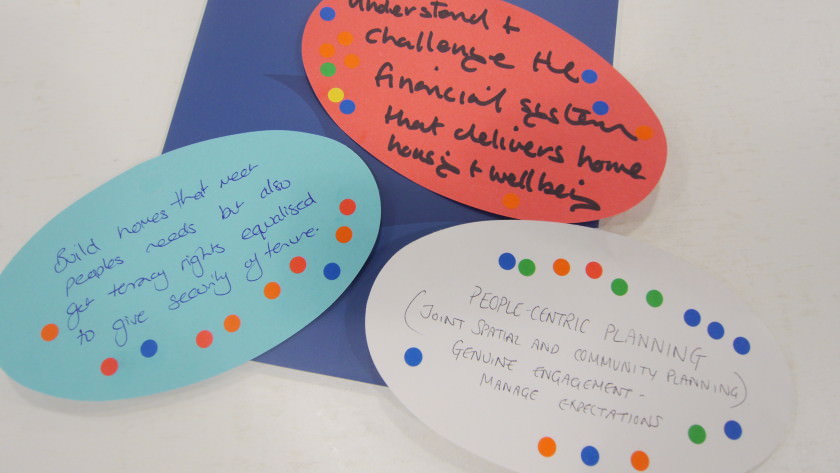 Understand +
challenge the
financial system
that delivers home
housing + wellbeing
Build homes that meet
peoples needs but also
get tenacy rights equalised
to give security of tenure.
PEOPLE-CENTRIC PLANNING
(JOINT SPATIAL AND COMMUNITY PLANNING)
GENUINE ENGAGEMENT -
MANAGE EXPECTATIONS